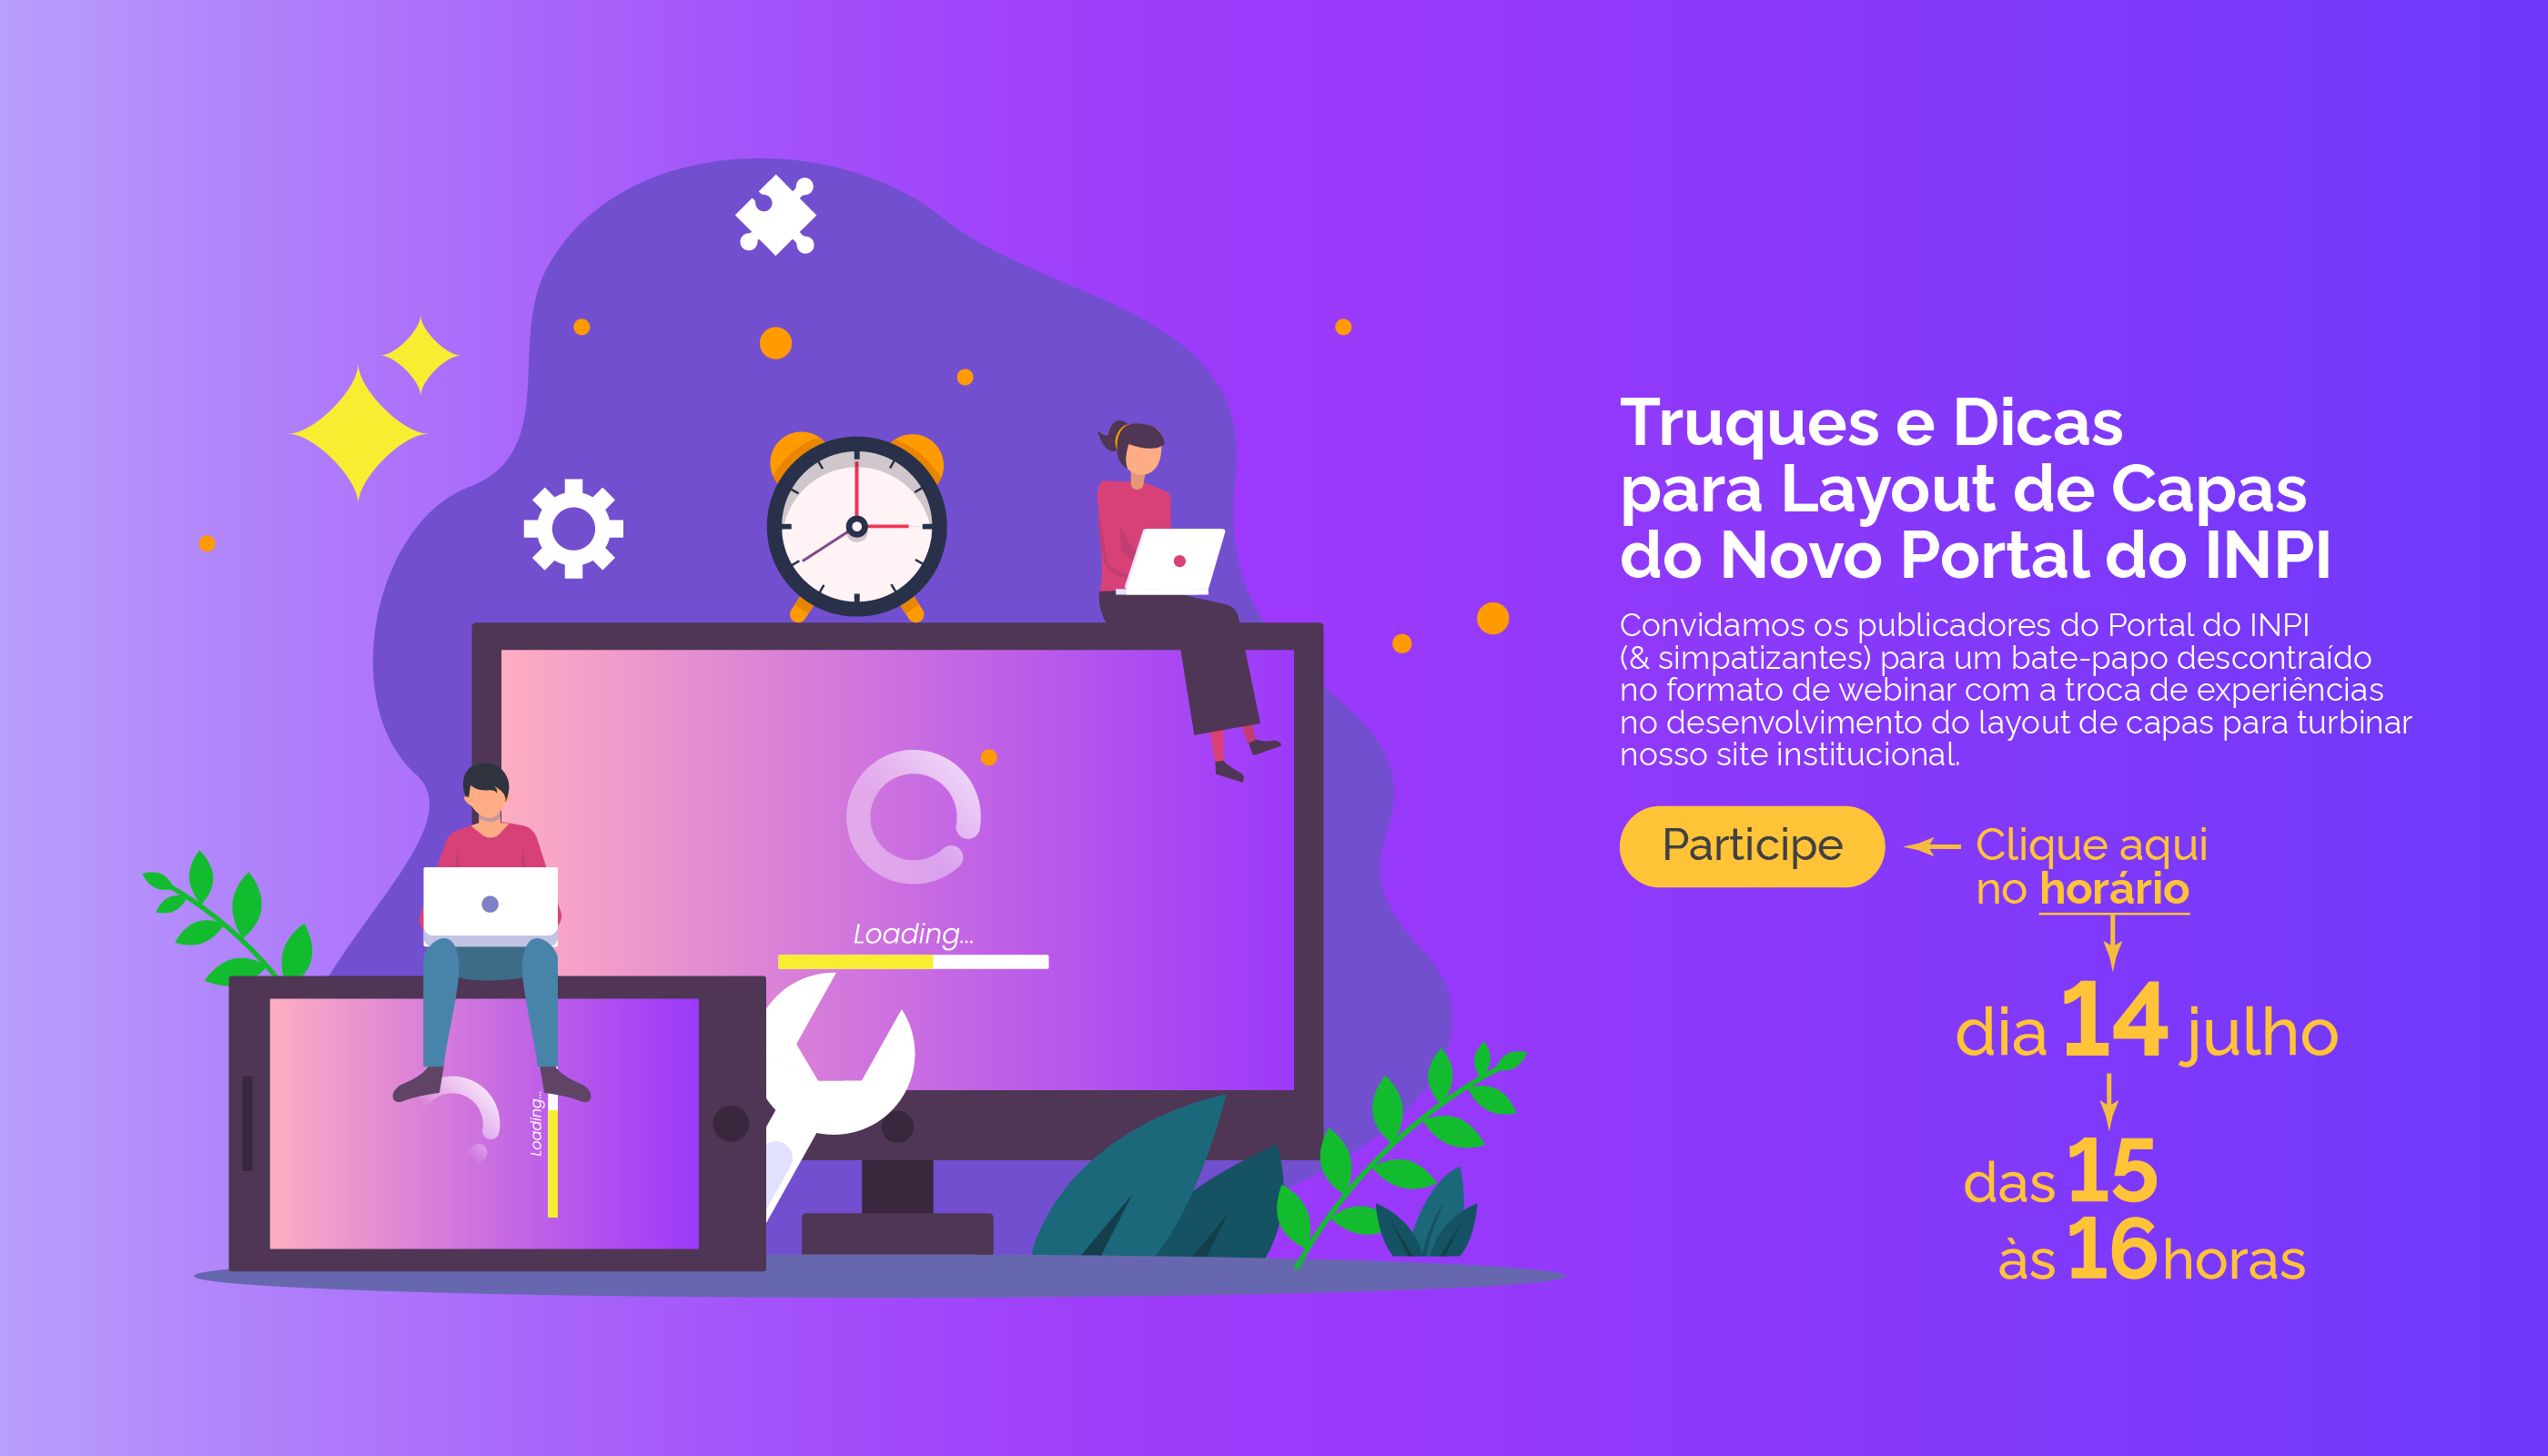 Truques e Dicas
para Layout de Capas
do Novo Portal do INPI
Convidamos os publicadores do Portal do INPI
(& simpatizantes) para um bate-papo descontraído
no formato de webinar com a troca de experiências
no desenvolvimento do layout de capas para turbinar
nosso site institucional.
Participe
Clique aqui
no horário
dia 14 julho
das 15
às 16 horas
Loading...
Loading...